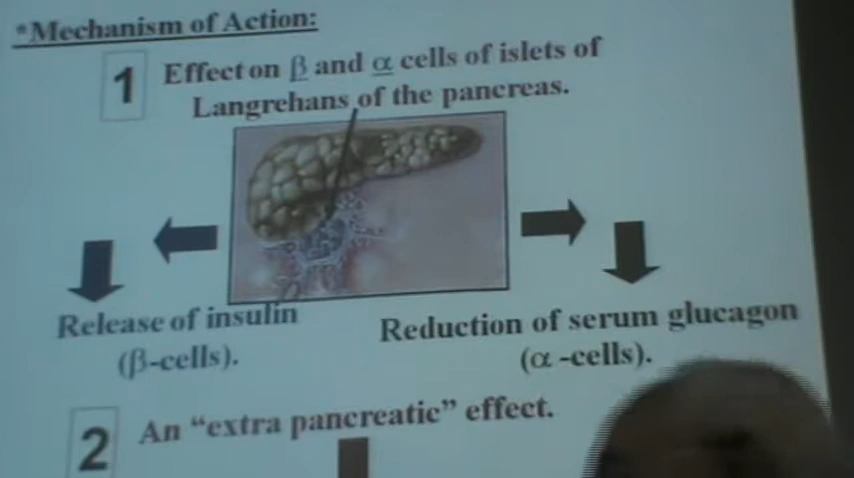 *Mechanism of Action:
1 Effect on β and α cells of islets of
Langrehans of the pancreas.
Release of insulin
(β-cells).
Reduction of serum glucagon
(α -cells).
2 An “extra pancreatic” effect.